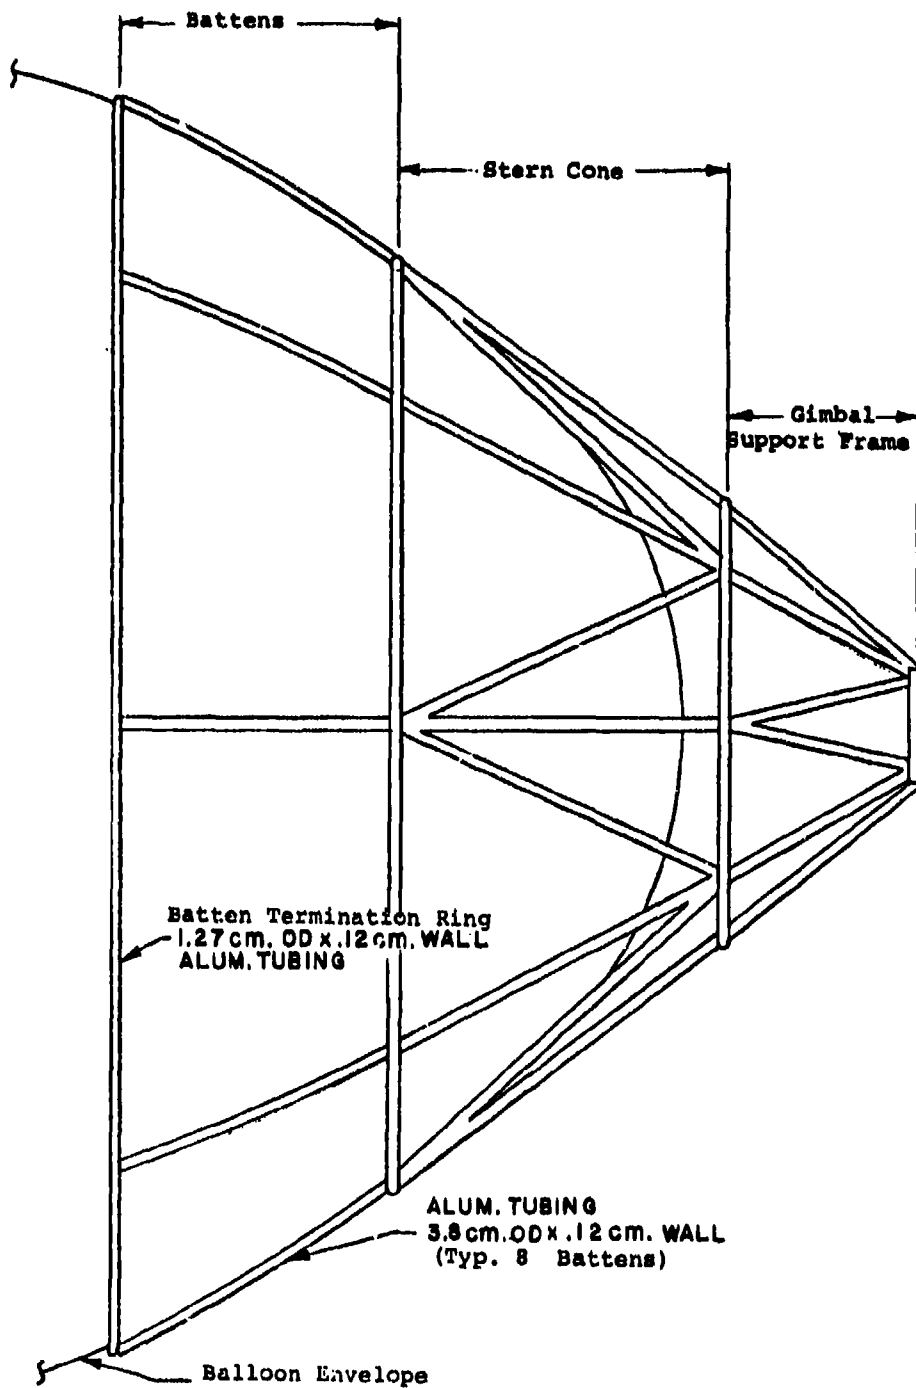 Battens
Stern Cone
Gimbal
Support Frame
Batten Termination Ring
1.27 cm. OD x .12 cm. WALL
ALUM. TUBING
ALUM. TUBING
3.8 cm. OD x .12 cm. WALL
(Typ. 8 Battens)
Balloon Envelope